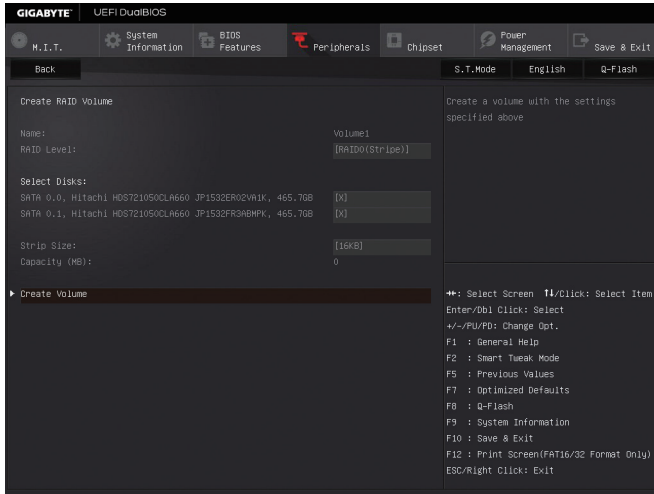 GIGABYTE™ UEFI DualBIOS
M.I.T. System Information BIOS Features Peripherals Chipset Power Management Save & Exit
Back S.T.Mode English Q-Flash
Create RAID Volume
Name: Volume1
RAID Level: [RAID0(Stripe)]
Select Disks:
SATA 0.0, Hitachi HDS721050CLA660 JP1532ER02VA1K, 465.7GB [X]
SATA 0.1, Hitachi HDS721050CLA660 JP1532FR3ABMPK, 465.7GB [X]
Strip Size: [16KB]
Capacity (MB): 0
Create Volume
Create a volume with the settings
specified above
→←: Select Screen ↑↓/Click: Select Item
Enter/Dbl Click: Select
+/-/PU/PD: Change Opt.
F1 : General Help
F2 : Smart Tweak Mode
F5 : Previous Values
F7 : Optimized Defaults
F8 : Q-Flash
F9 : System Information
F10 : Save & Exit
F12 : Print Screen(FAT16/32 Format Only)
ESC/Right Click: Exit